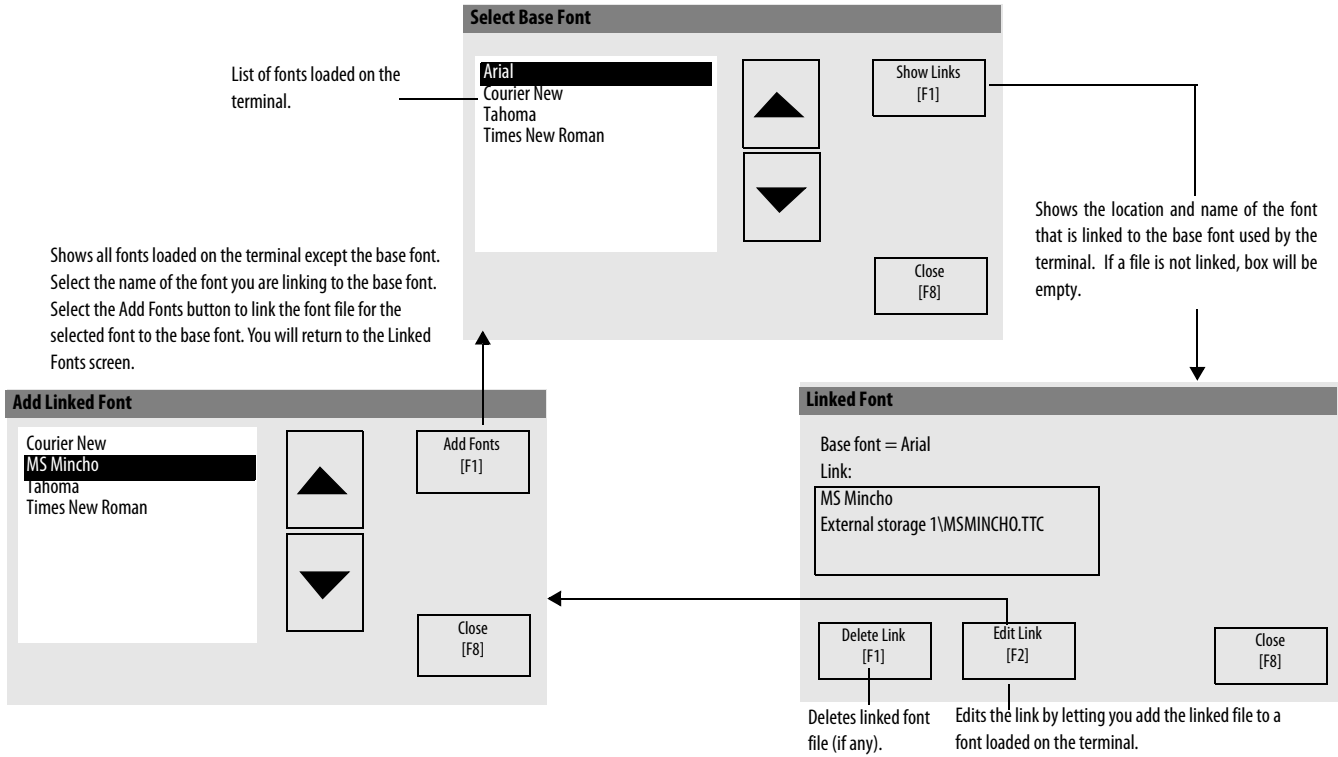 Select Base Font
List of fonts loaded on the
terminal.
Arial
Courier New
Tahoma
Times New Roman
Show Links
[F1]
Close
[F8]
Shows the location and name of the font
that is linked to the base font used by the
terminal. If a file is not linked, box will be
empty.
Shows all fonts loaded on the terminal except the base font.
Select the name of the font you are linking to the base font.
Select the Add Fonts button to link the font file for the
selected font to the base font. You will return to the Linked
Fonts screen.
Add Linked Font
Courier New
MS Mincho
Tahoma
Times New Roman
Add Fonts
[F1]
Close
[F8]
Linked Font
Base font = Arial
Link:
MS Mincho
External storage 1\MSMINCHO.TTC
Delete Link
[F1]
Edit Link
[F2]
Close
[F8]
Deletes linked font
file (if any).
Edits the link by letting you add the linked file to a
font loaded on the terminal.